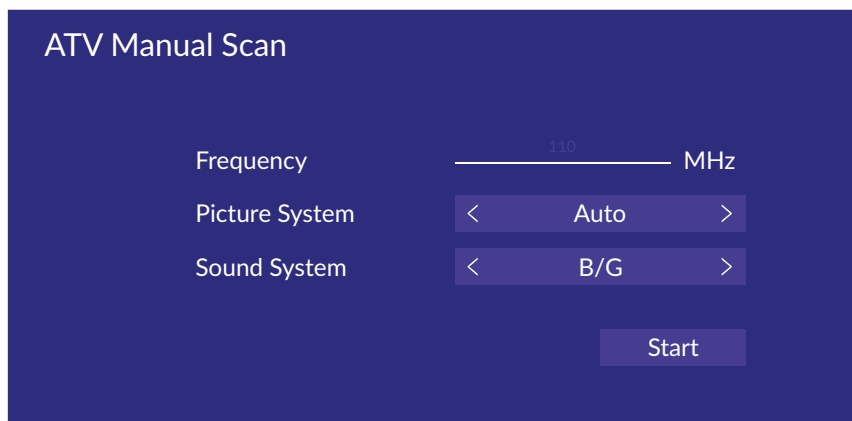 ATV Manual Scan
Frequency 110 MHz
Picture System < Auto >
Sound System < B/G >
Start